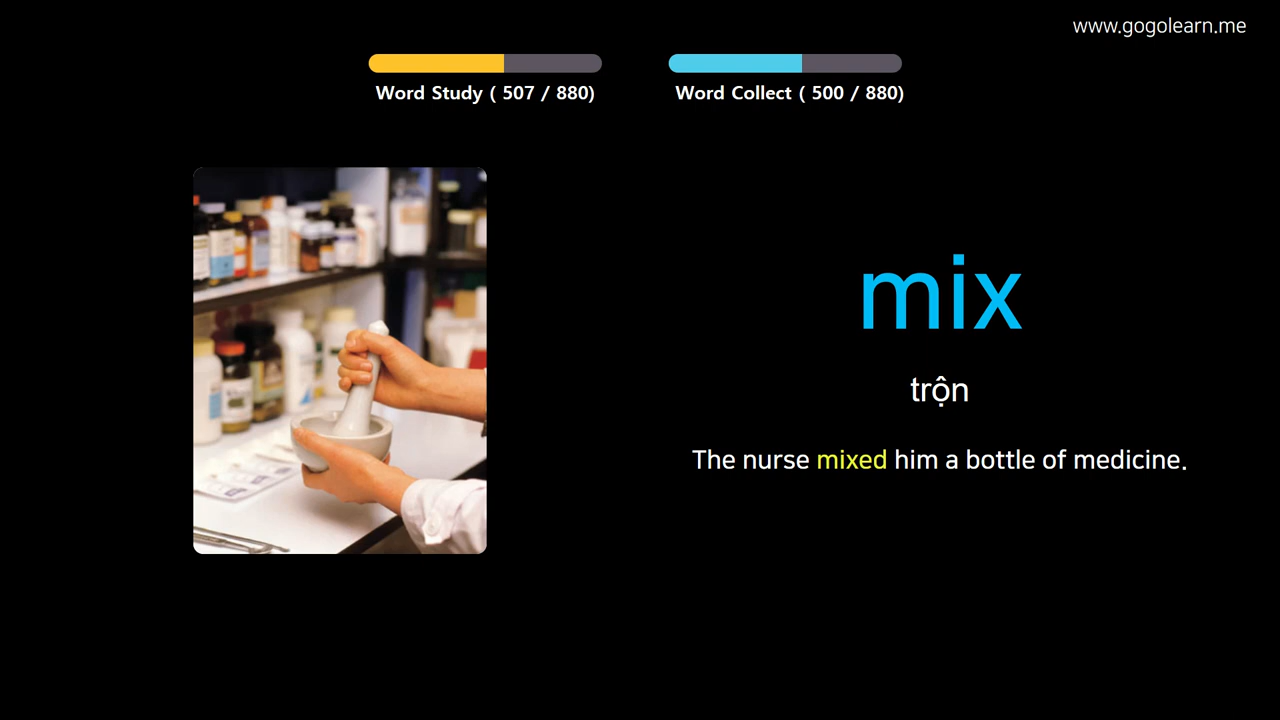 www.gogolearn.me
Word Study ( 507 / 880)
Word Collect ( 500 / 880)
mix
trộn
The nurse mixed him a bottle of medicine.